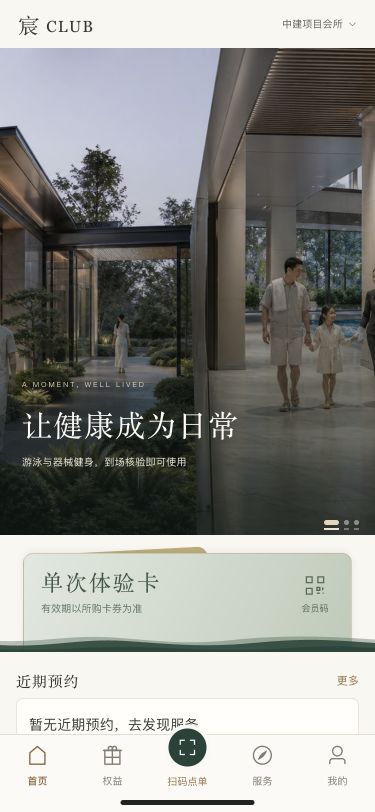 宸 CLUB
中建项目会所
A MOMENT, WELL LIVED
让健康成为日常
游泳与器械健身，到场核验即可使用
单次体验卡
有效期以所购卡券为准
会员码
近期预约
更多
暂无近期预约，去发现服务
首页
权益
扫码点单
服务
我的